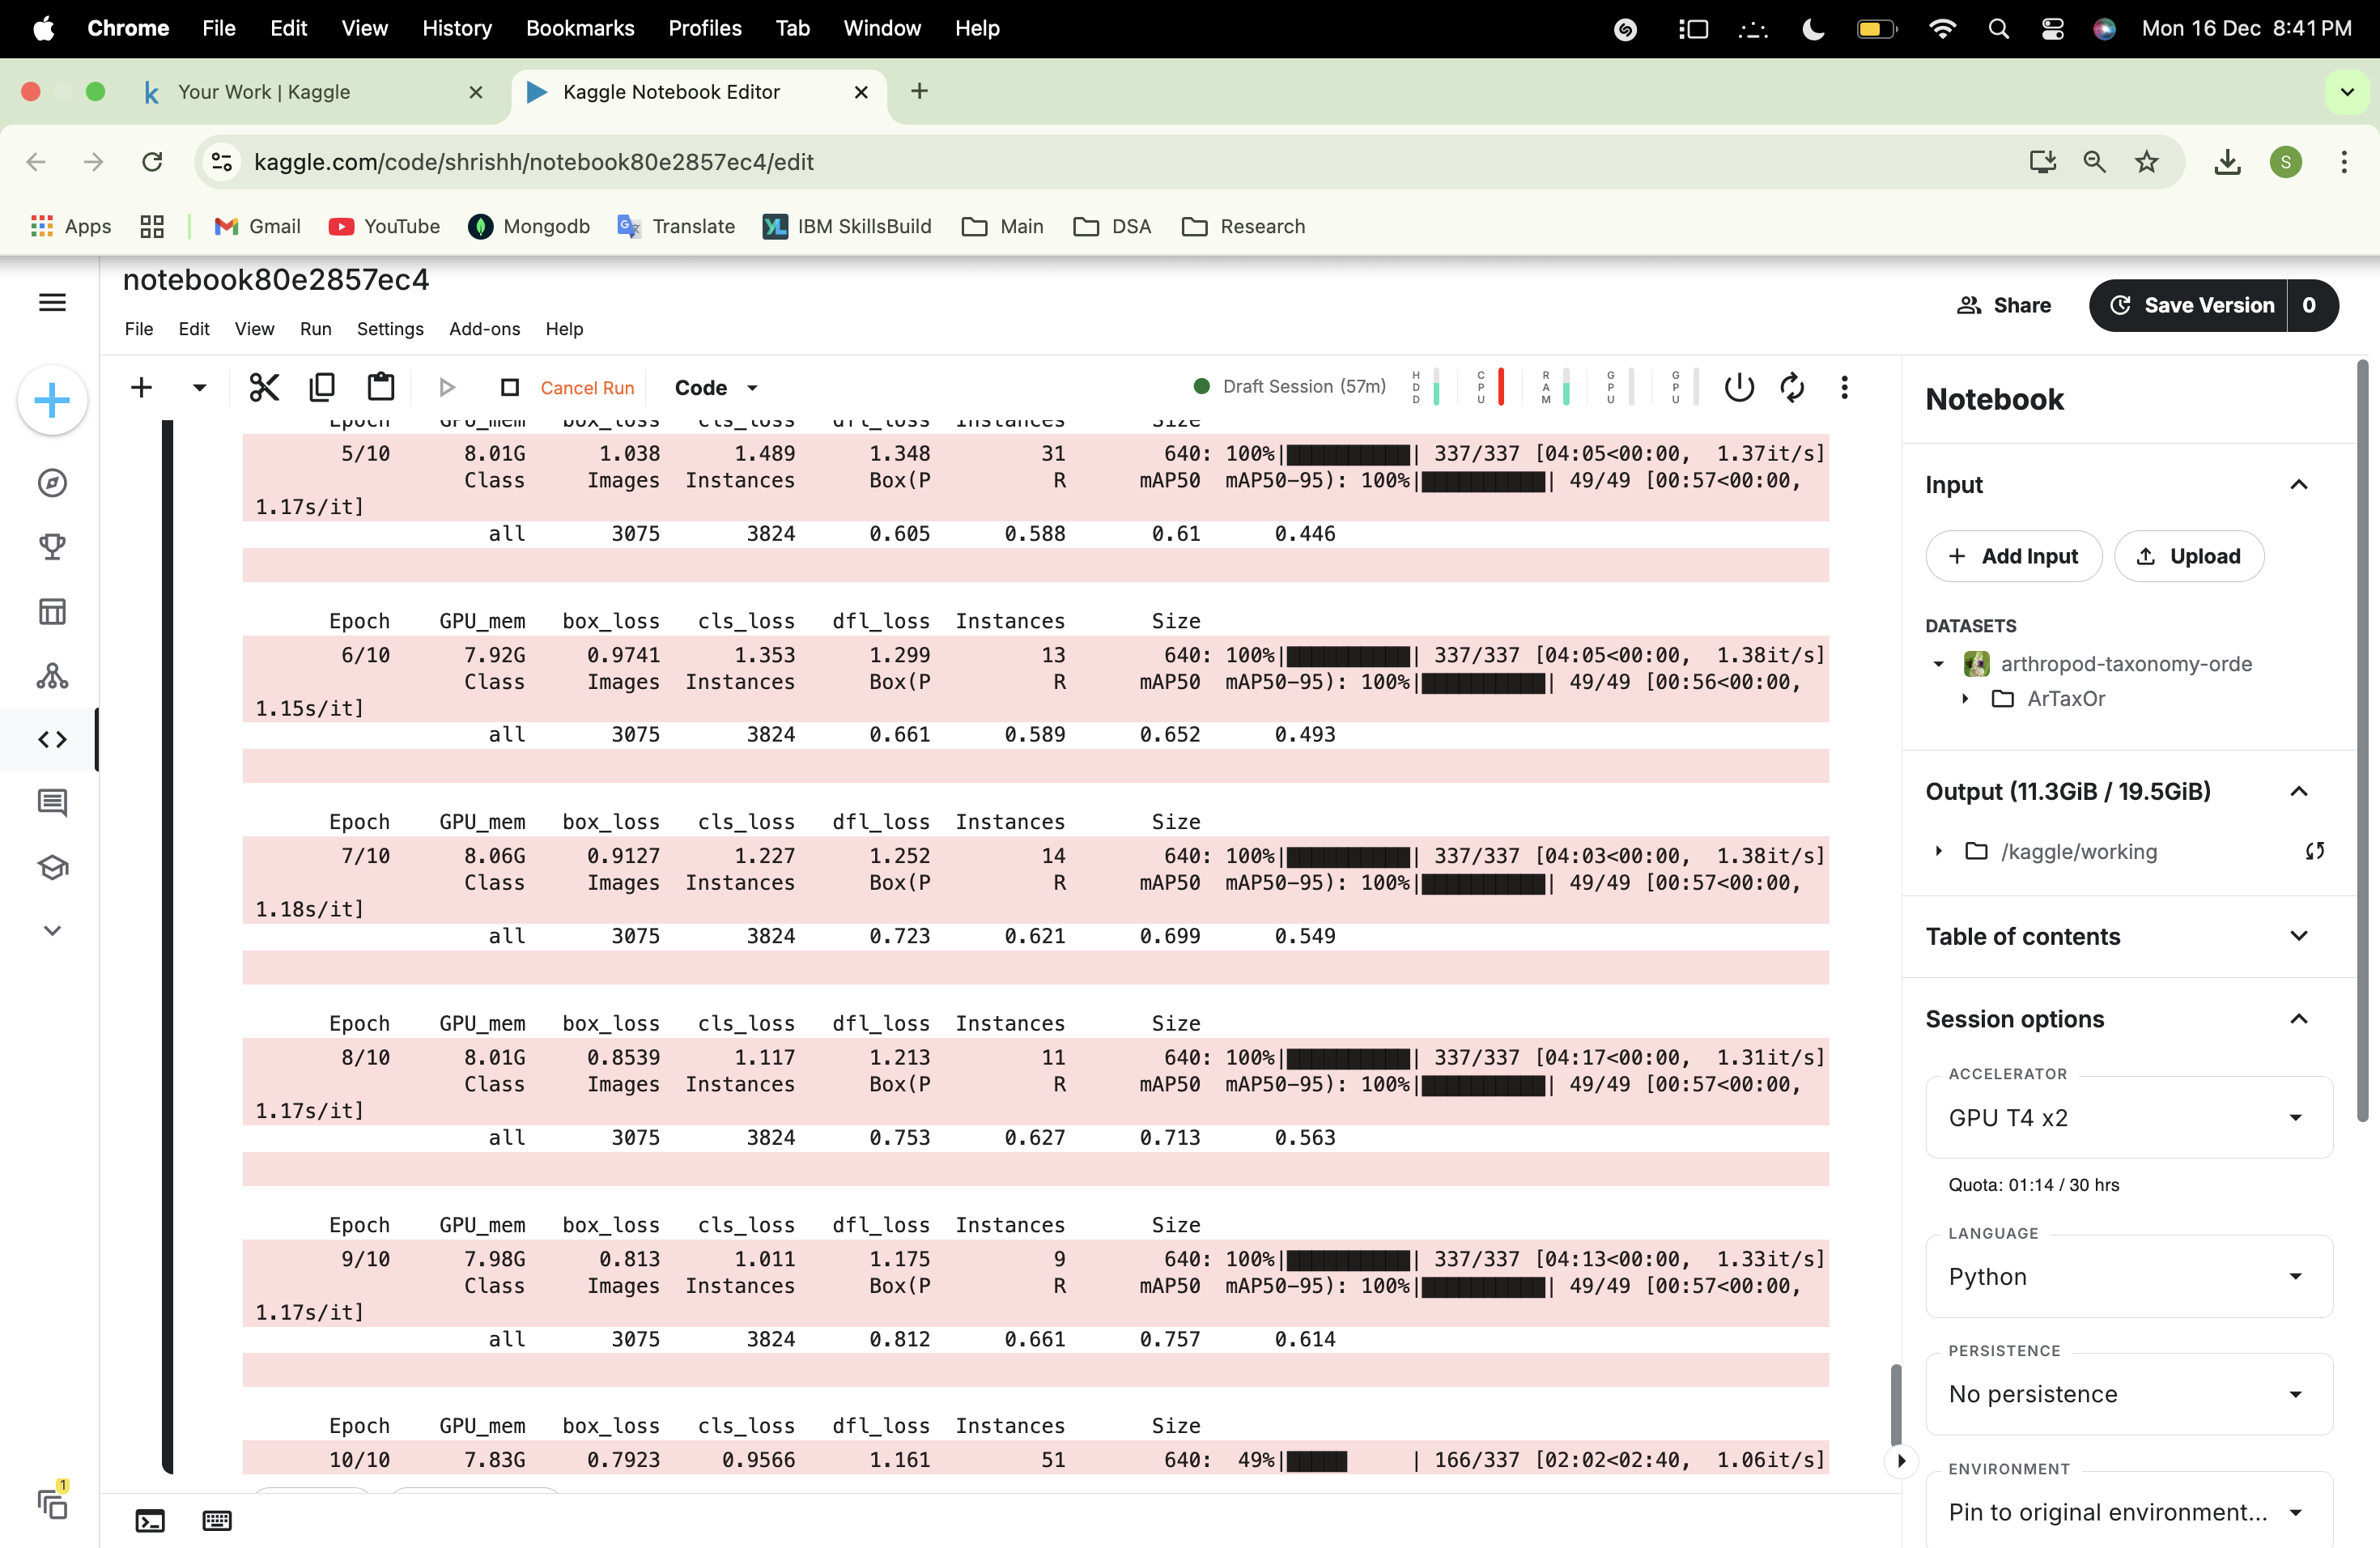 Chrome File Edit View History Bookmarks Profiles Tab Window Help Mon 16 Dec 8:41 PM
Your Work | Kaggle Kaggle Notebook Editor
kaggle.com/code/shrishh/notebook80e2857ec4/edit S
Apps Gmail YouTube Mongodb Translate IBM SkillsBuild Main DSA Research
notebook80e2857ec4
File Edit View Run Settings Add-ons Help
Share Save Version 0
Cancel Run Code Draft Session (57m) HDD CPU RAM GPU GPU
Epoch GPU_mem box_loss cls_loss dfl_loss Instances Size
5/10 8.01G 1.038 1.489 1.348 31 640: 100%|██████████| 337/337 [04:05<00:00, 1.37it/s]
Class Images Instances Box(P R mAP50 mAP50-95): 100%|██████████| 49/49 [00:57<00:00,
1.17s/it]
all 3075 3824 0.605 0.588 0.61 0.446
Epoch GPU_mem box_loss cls_loss dfl_loss Instances Size
6/10 7.92G 0.9741 1.353 1.299 13 640: 100%|██████████| 337/337 [04:05<00:00, 1.38it/s]
Class Images Instances Box(P R mAP50 mAP50-95): 100%|██████████| 49/49 [00:56<00:00,
1.15s/it]
all 3075 3824 0.661 0.589 0.652 0.493
Epoch GPU_mem box_loss cls_loss dfl_loss Instances Size
7/10 8.06G 0.9127 1.227 1.252 14 640: 100%|██████████| 337/337 [04:03<00:00, 1.38it/s]
Class Images Instances Box(P R mAP50 mAP50-95): 100%|██████████| 49/49 [00:57<00:00,
1.18s/it]
all 3075 3824 0.723 0.621 0.699 0.549
Epoch GPU_mem box_loss cls_loss dfl_loss Instances Size
8/10 8.01G 0.8539 1.117 1.213 11 640: 100%|██████████| 337/337 [04:17<00:00, 1.31it/s]
Class Images Instances Box(P R mAP50 mAP50-95): 100%|██████████| 49/49 [00:57<00:00,
1.17s/it]
all 3075 3824 0.753 0.627 0.713 0.563
Epoch GPU_mem box_loss cls_loss dfl_loss Instances Size
9/10 7.98G 0.813 1.011 1.175 9 640: 100%|██████████| 337/337 [04:13<00:00, 1.33it/s]
Class Images Instances Box(P R mAP50 mAP50-95): 100%|██████████| 49/49 [00:57<00:00,
1.17s/it]
all 3075 3824 0.812 0.661 0.757 0.614
Epoch GPU_mem box_loss cls_loss dfl_loss Instances Size
10/10 7.83G 0.7923 0.9566 1.161 51 640: 49%|█████ | 166/337 [02:02<02:40, 1.06it/s]
1
Notebook
Input
Add Input Upload
DATASETS
arthropod-taxonomy-orde
ArTaxOr
Output (11.3GiB / 19.5GiB)
/kaggle/working
Table of contents
Session options
ACCELERATOR
GPU T4 x2
Quota: 01:14 / 30 hrs
LANGUAGE
Python
PERSISTENCE
No persistence
ENVIRONMENT
Pin to original environment...